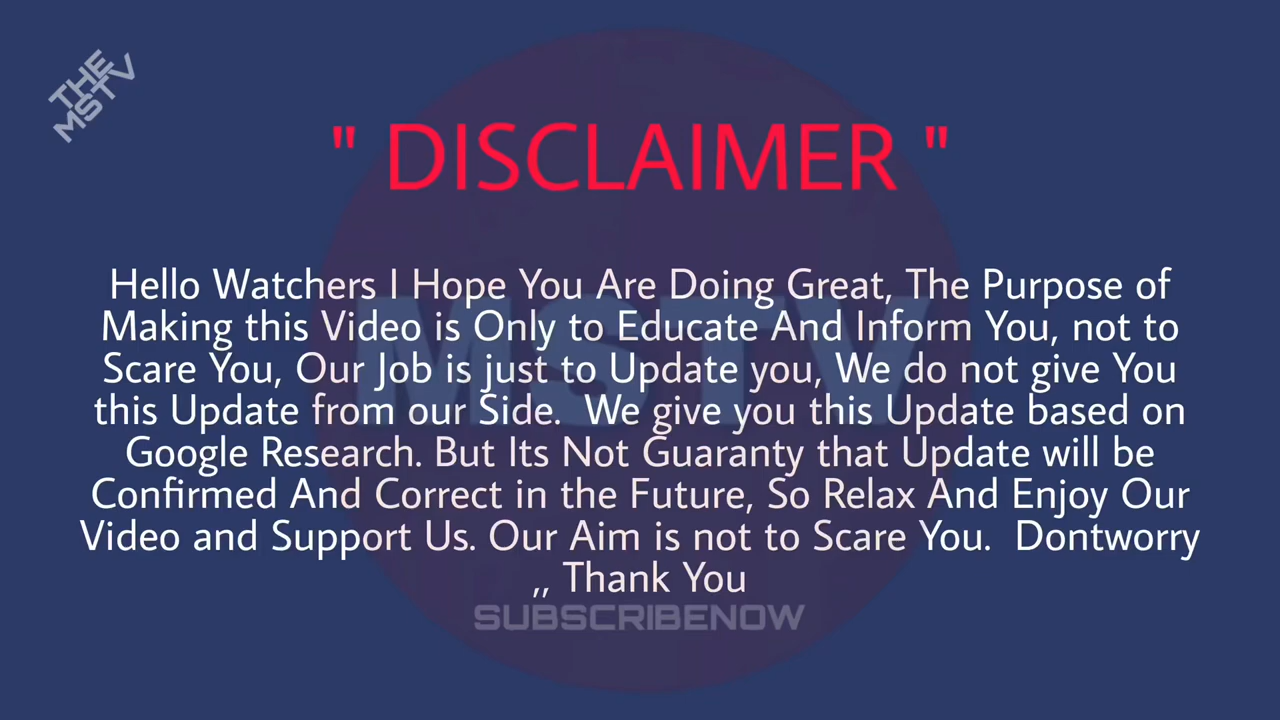 THE
MSTV
" DISCLAIMER "
Hello Watchers I Hope You Are Doing Great, The Purpose of
Making this Video is Only to Educate And Inform You, not to
Scare You, Our Job is just to Update you, We do not give You
this Update from our Side. We give you this Update based on
Google Research. But Its Not Guaranty that Update will be
Confirmed And Correct in the Future, So Relax And Enjoy Our
Video and Support Us. Our Aim is not to Scare You. Dontworry
,, Thank You
MSTV
SUBSCRIBENOW